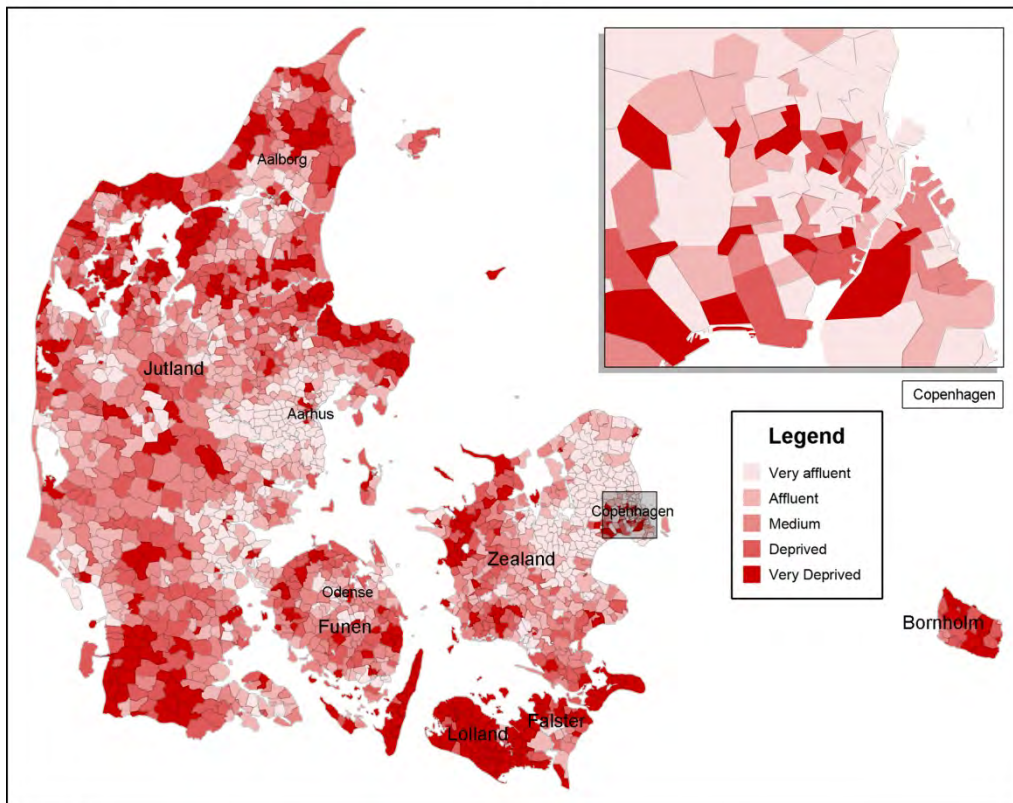 Aalborg
Jutland
Aarhus
Copenhagen
Legend
Very affluent
Affluent
Medium
Deprived
Very Deprived
Copenhagen
Zealand
Odense
Funen
Bornholm
Falster
Lolland